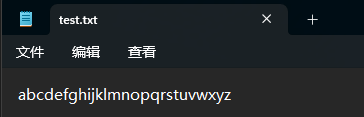 test.txt
文件 编辑 查看
abcdefghijklmnopqrstuvwxyz